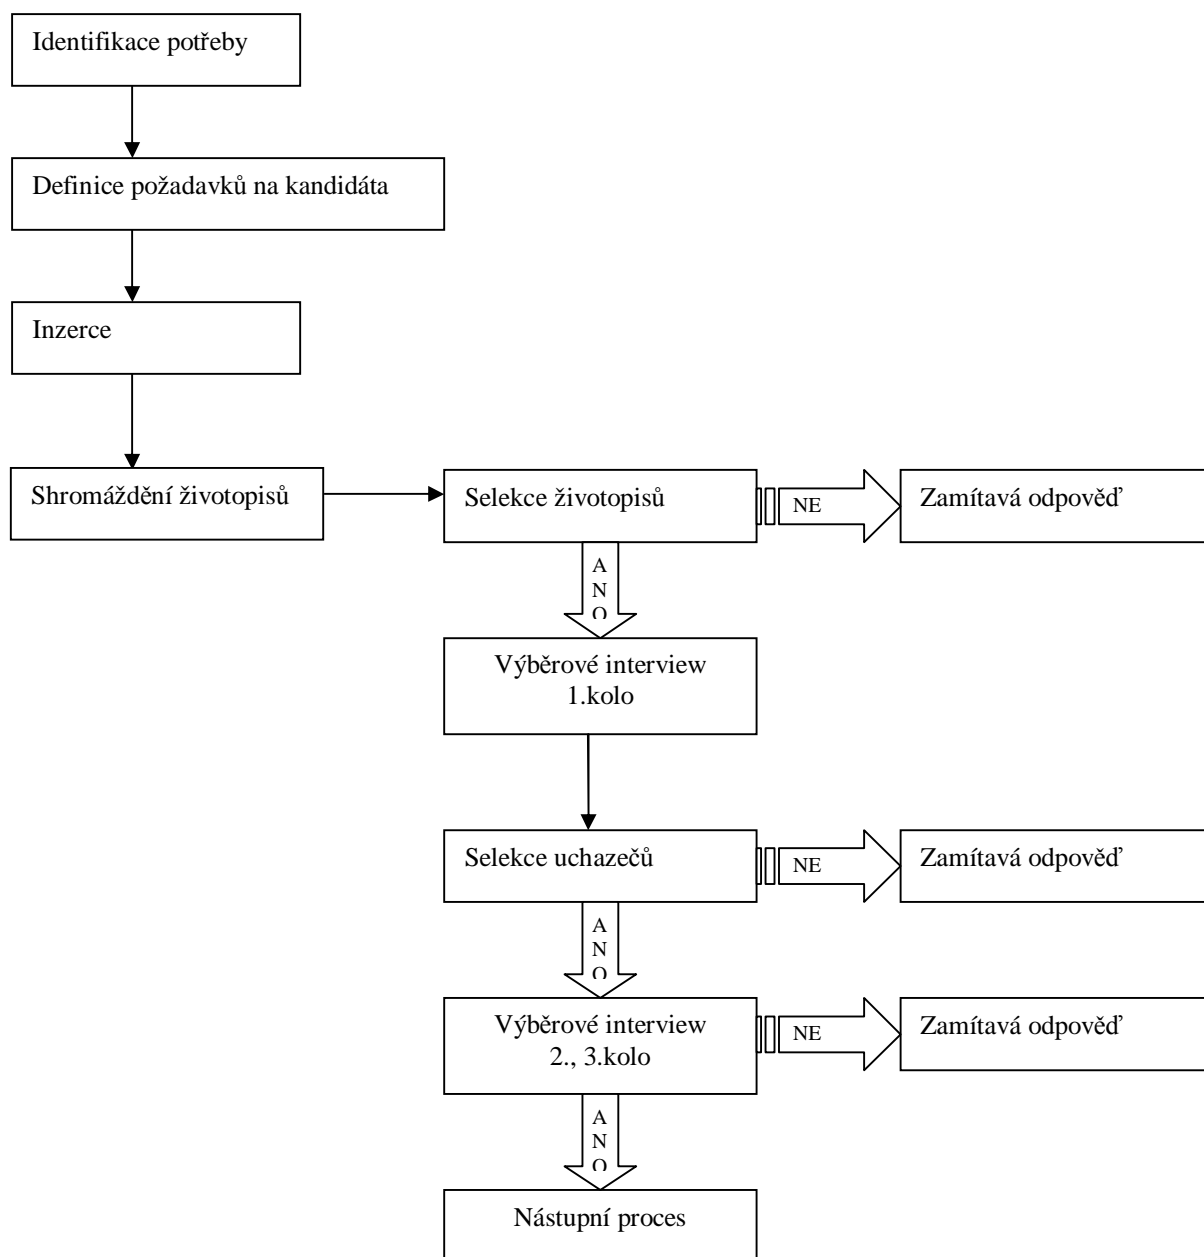 Identifikace potřeby
Definice požadavků na kandidáta
Inzerce
Shromáždění životopisů
Selekce životopisů
NE
Zamítavá odpověď
A
N
O
Výběrové interview
1.kolo
Selekce uchazečů
NE
Zamítavá odpověď
A
N
O
Výběrové interview
2., 3.kolo
NE
Zamítavá odpověď
A
N
O
Nástupní proces